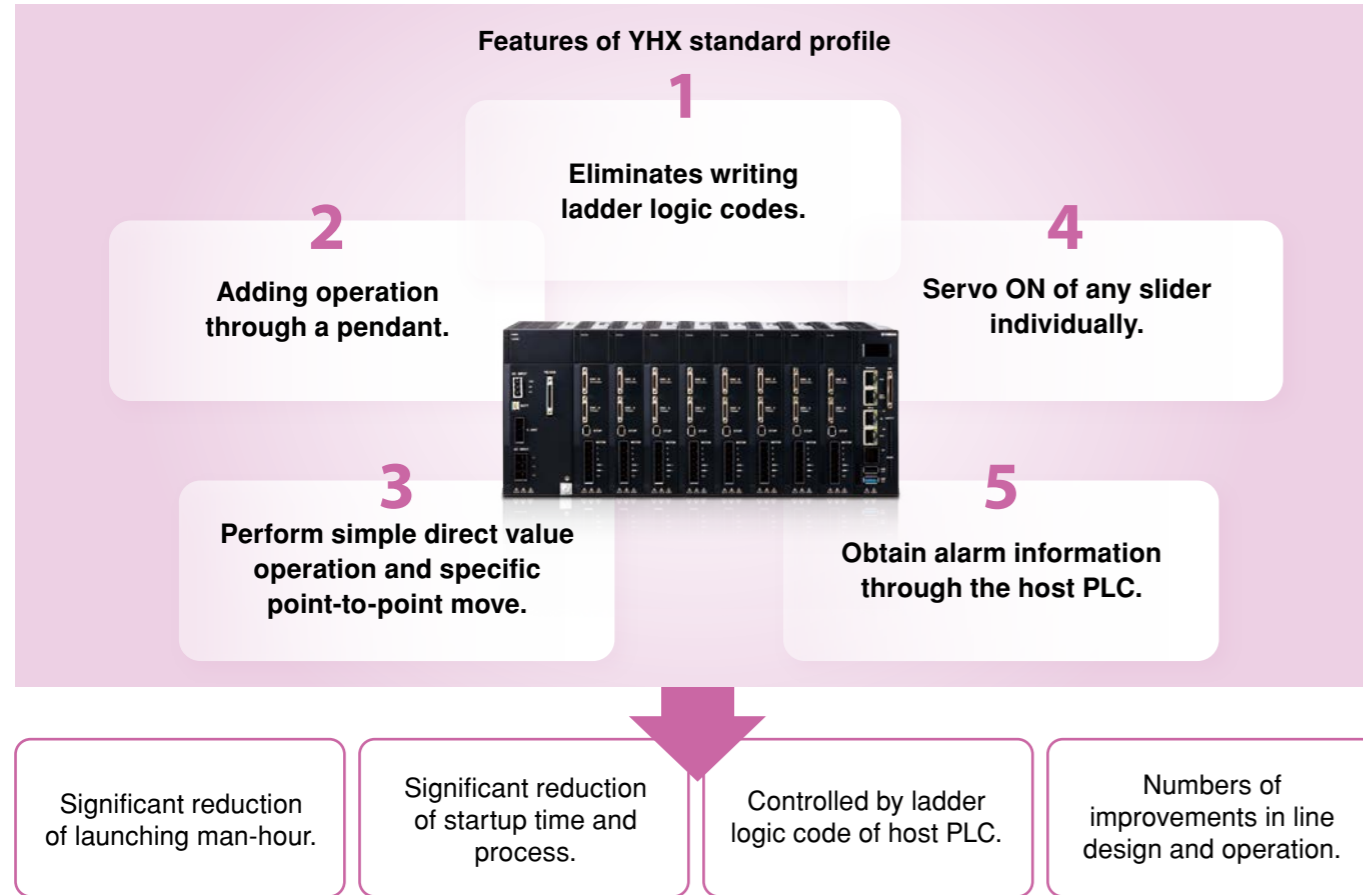 Features of YHX standard profile
1
Eliminates writing
ladder logic codes.
2
Adding operation
through a pendant.
4
Servo ON of any slider
individually.
3
Perform simple direct value
operation and specific
point-to-point move.
5
Obtain alarm information
through the host PLC.
Significant reduction
of launching man-hour.
Significant reduction
of startup time and
process.
Controlled by ladder
logic code of host PLC.
Numbers of
improvements in line
design and operation.